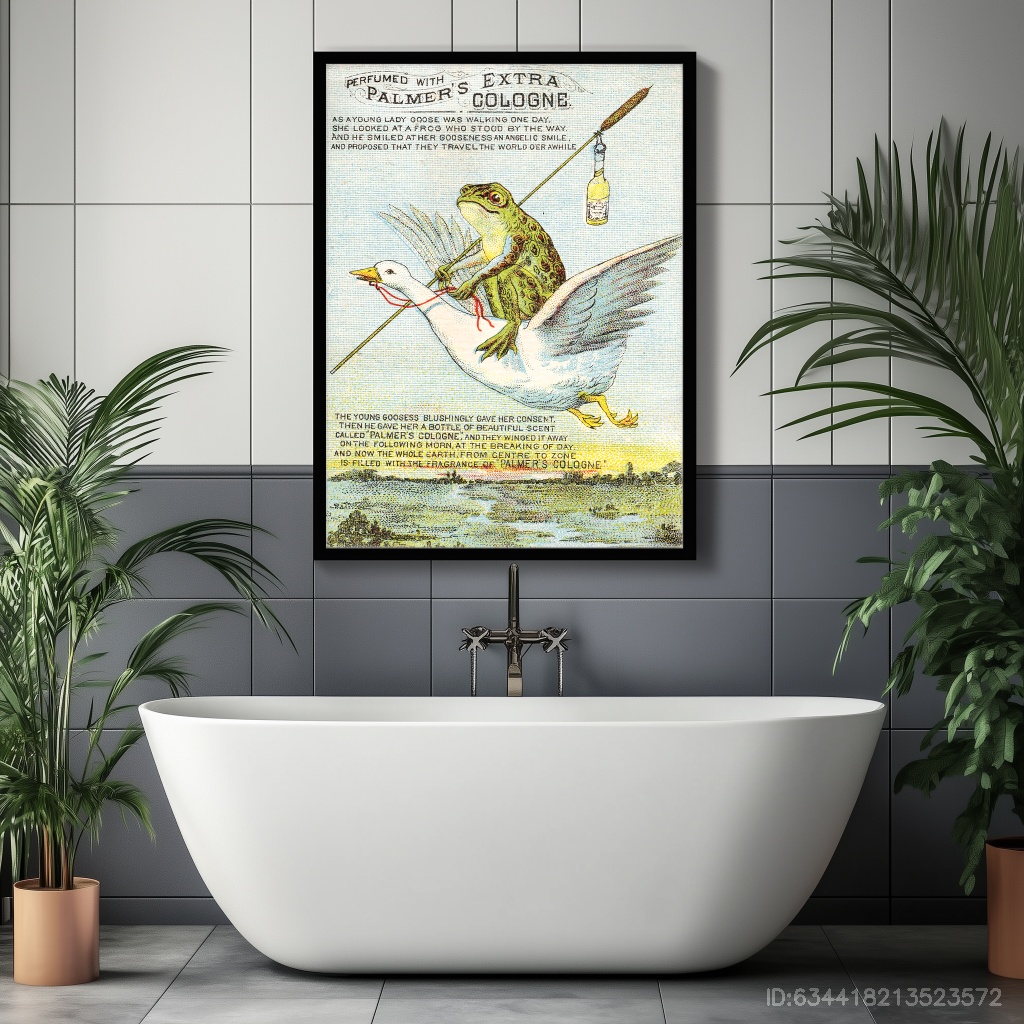 PERFUMED WITH PALMER'S EXTRA COLOGNE.
AS A YOUNG LADY GOOSE WAS WALKING ONE DAY,
SHE LOOKED AT A FROG WHO STOOD BY THE WAY.
AND HE SMILED AT HER GOOSENESS AN ANGELIC SMILE,
AND PROPOSED THAT THEY TRAVEL THE WORLD O'ER AWHILE
THE YOUNG GOOSESS BLUSHINGLY GAVE HER CONSENT,
THEN HE GAVE HER A BOTTLE OF BEAUTIFUL SCENT
CALLED "PALMER'S COLOGNE," AND THEY WINGED IT AWAY
ON THE FOLLOWING MORN, AT THE BREAKING OF DAY.
AND NOW THE WHOLE EARTH, FROM CENTRE TO ZONE
IS FILLED WITH THE FRAGRANCE OF "PALMER'S COLOGNE."
ID:634418213523572